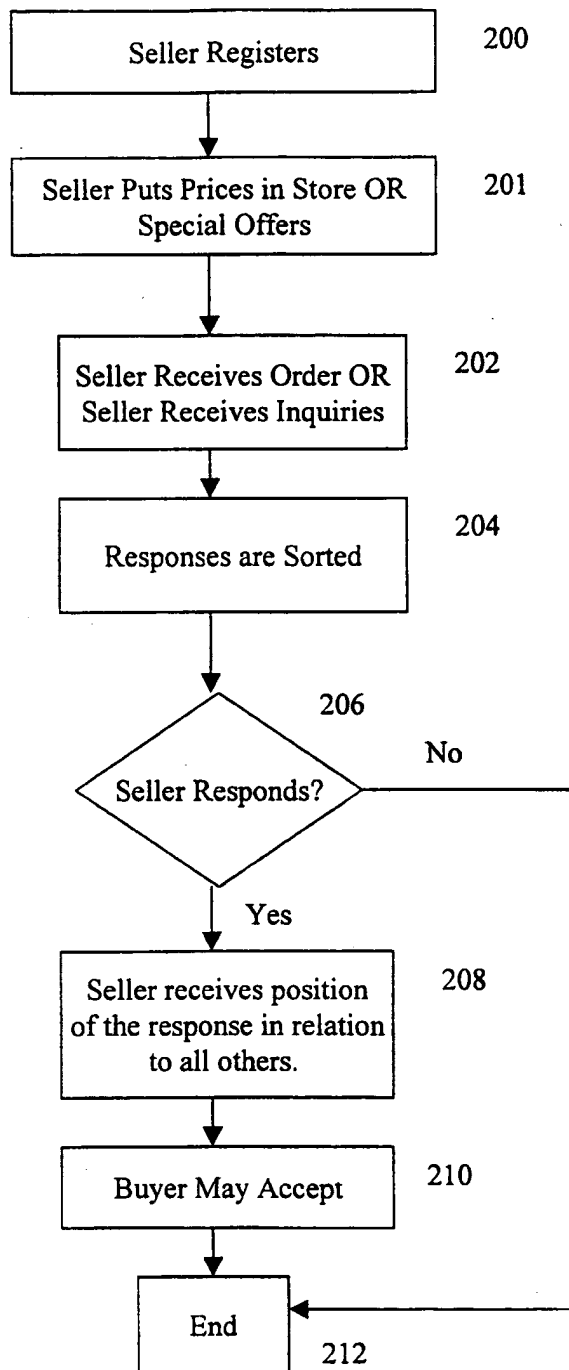 Seller Registers
200
Seller Puts Prices in Store OR
Special Offers
201
Seller Receives Order OR
Seller Receives Inquiries
202
Responses are Sorted
204
206
Seller Responds?
No
Yes
Seller receives position
of the response in relation
to all others.
208
Buyer May Accept
210
End
212